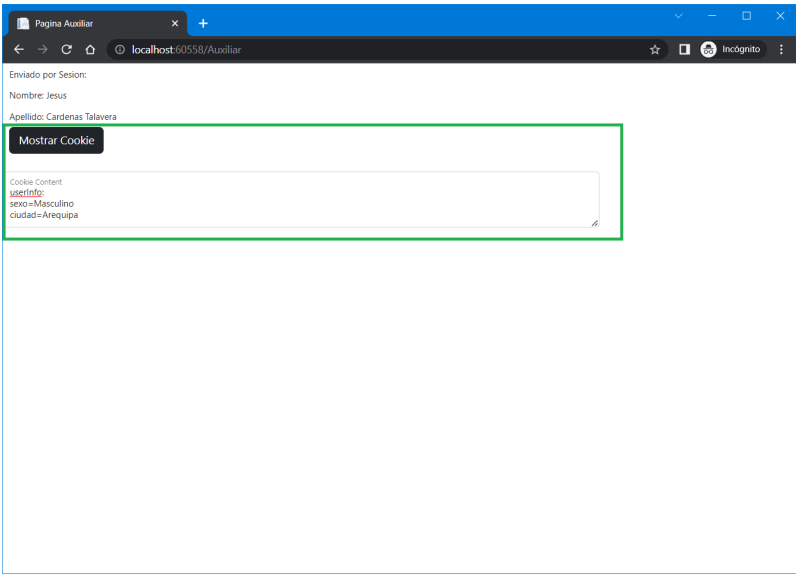 Pagina Auxiliar
localhost:60558/Auxiliar
Incógnito
Enviado por Sesion:
Nombre: Jesus
Apellido: Cardenas Talavera
Mostrar Cookie
Cookie Content
userInfo:
sexo=Masculino
ciudad=Arequipa